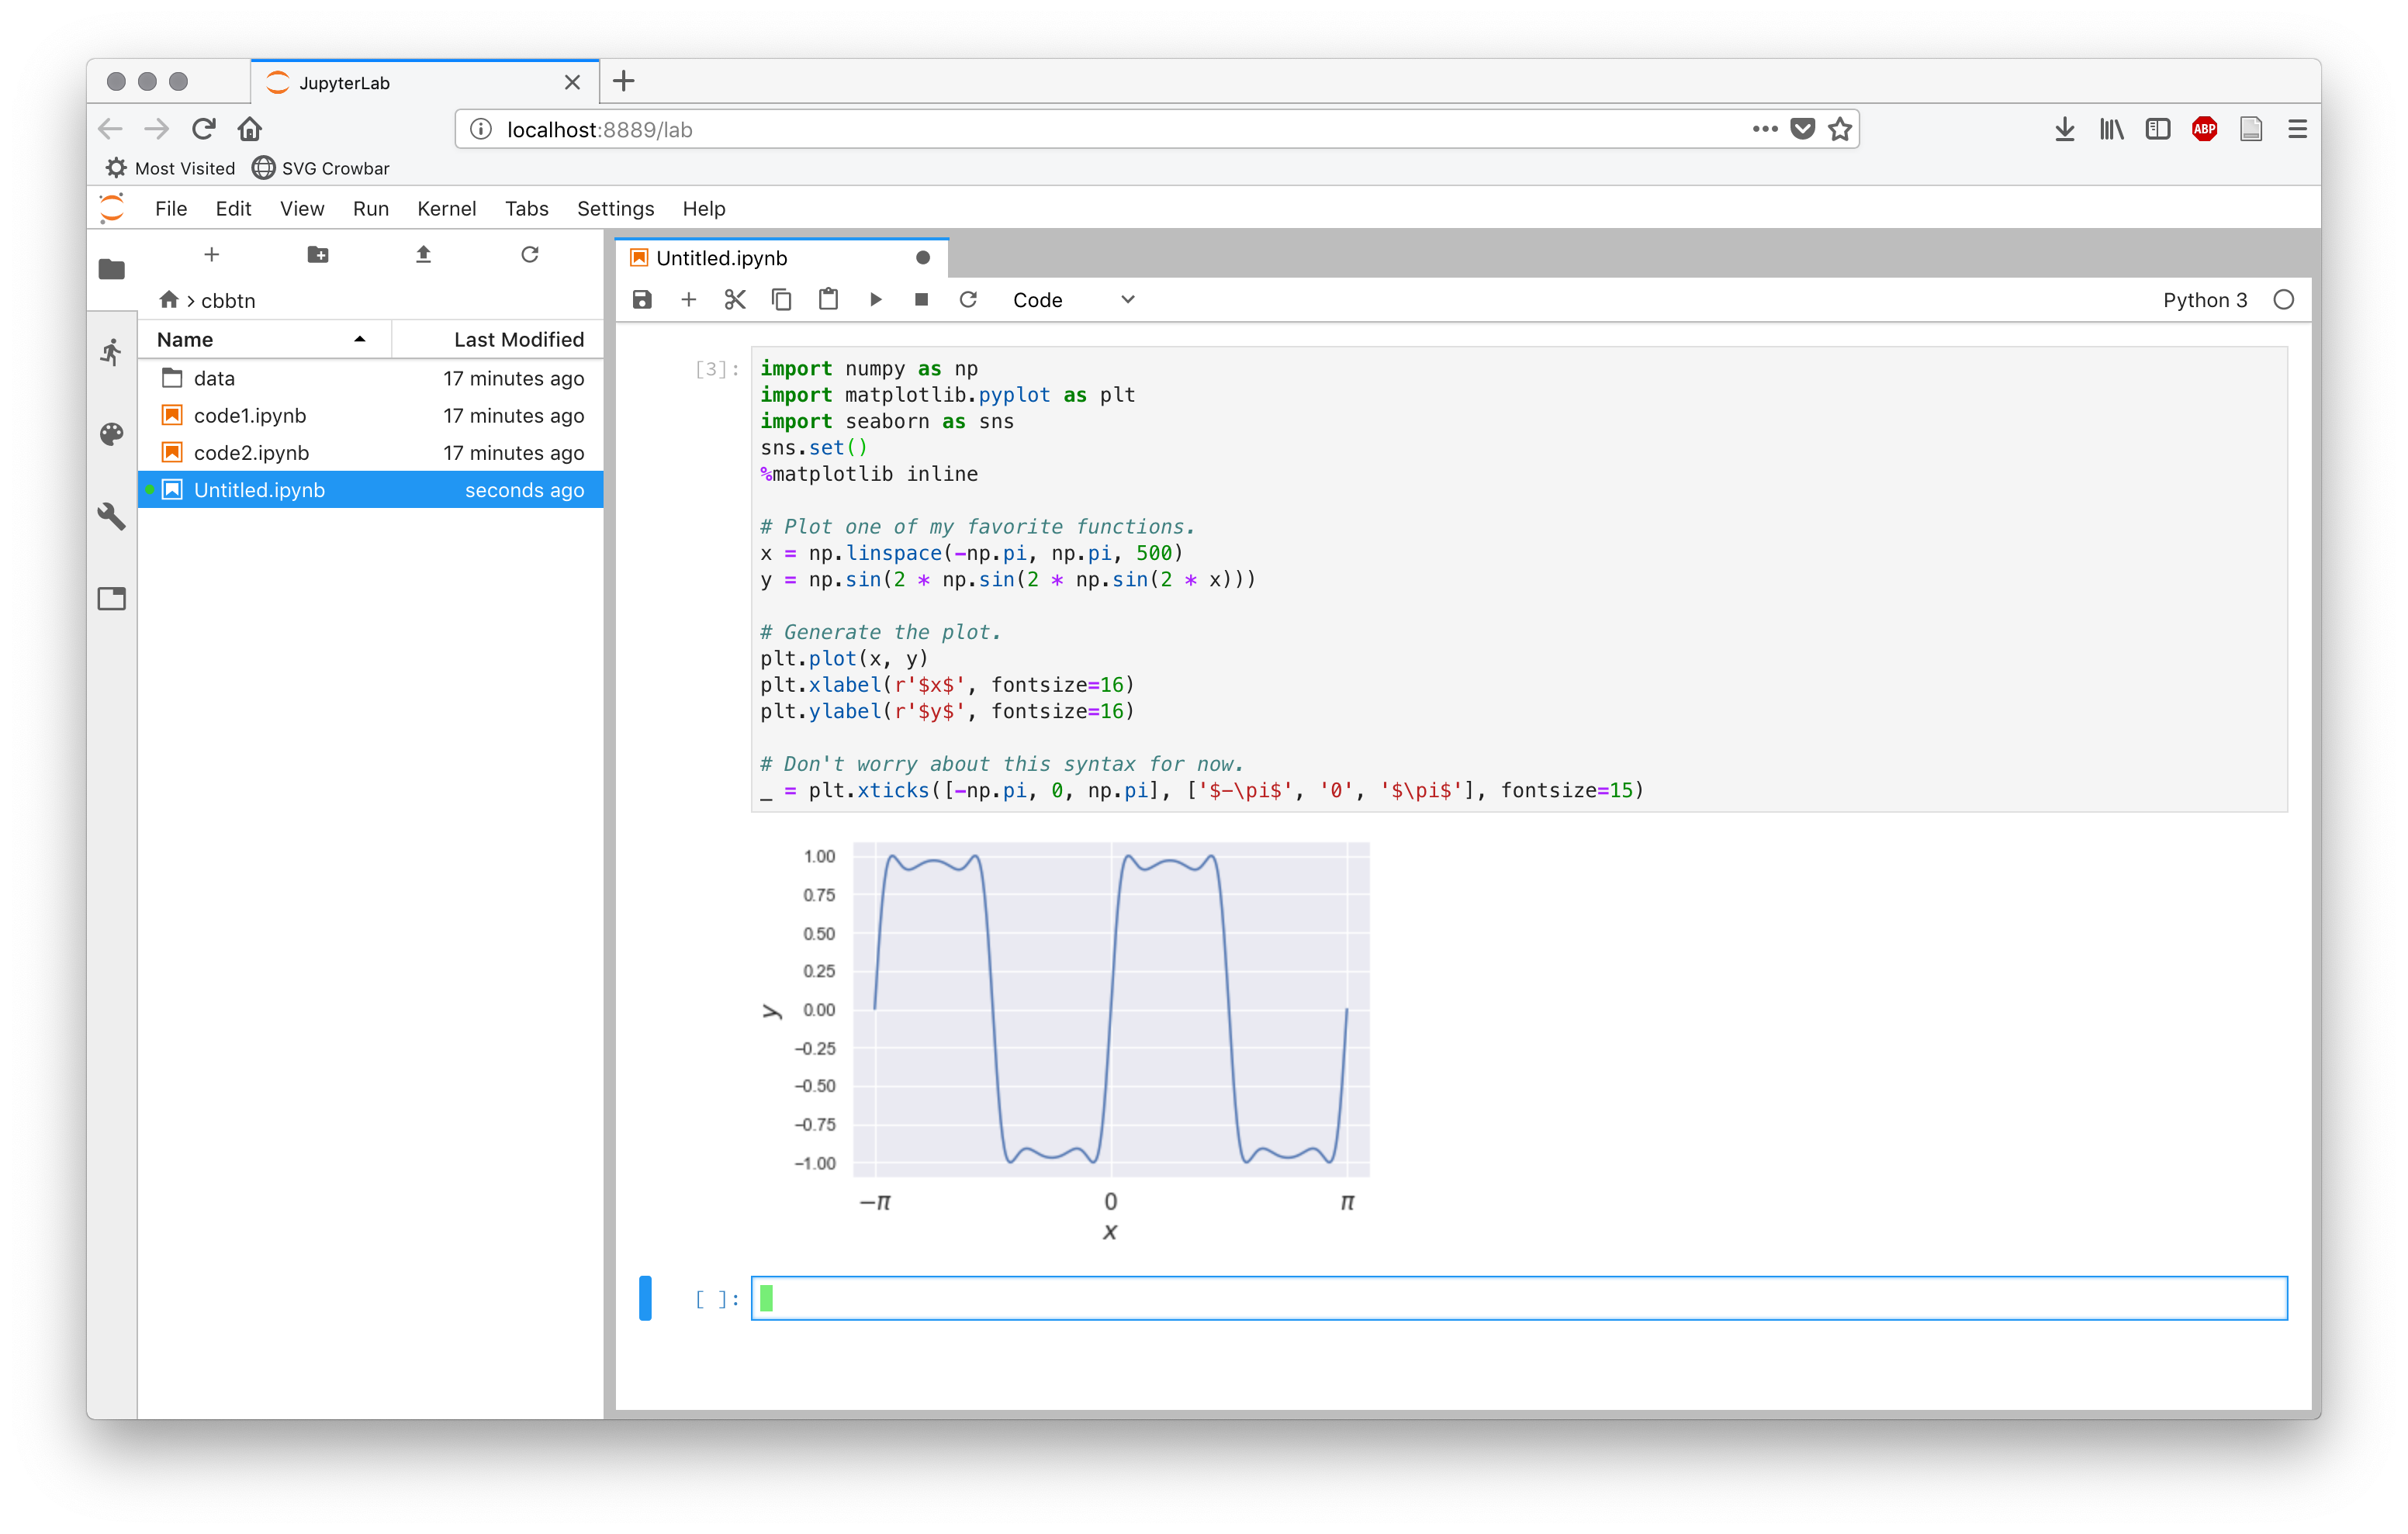 JupyterLab
localhost:8889/lab
ABP
Most Visited SVG Crowbar
File Edit View Run Kernel Tabs Settings Help
> cbbtn
Name Last Modified
data 17 minutes ago
code1.ipynb 17 minutes ago
code2.ipynb 17 minutes ago
Untitled.ipynb seconds ago
Untitled.ipynb
Code Python 3
[3]:
import numpy as np
import matplotlib.pyplot as plt
import seaborn as sns
sns.set()
%matplotlib inline
# Plot one of my favorite functions.
x = np.linspace(-np.pi, np.pi, 500)
y = np.sin(2 * np.sin(2 * np.sin(2 * x)))
# Generate the plot.
plt.plot(x, y)
plt.xlabel(r'$x$', fontsize=16)
plt.ylabel(r'$y$', fontsize=16)
# Don't worry about this syntax for now.
_ = plt.xticks([-np.pi, 0, np.pi], ['$-\pi$', '0', '$\pi$'], fontsize=15)
1.00
0.75
0.50
0.25
0.00
−0.25
−0.50
−0.75
−1.00
y
−π 0 π
x
[ ]: